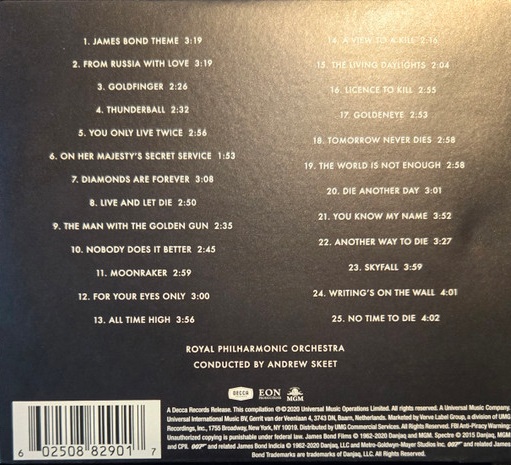 1. JAMES BOND THEME 3:19
2. FROM RUSSIA WITH LOVE 3:19
3. GOLDFINGER 2:26
4. THUNDERBALL 2:32
5. YOU ONLY LIVE TWICE 2:56
6. ON HER MAJESTY'S SECRET SERVICE 1:53
7. DIAMONDS ARE FOREVER 3:08
8. LIVE AND LET DIE 2:50
9. THE MAN WITH THE GOLDEN GUN 2:35
10. NOBODY DOES IT BETTER 2:45
11. MOONRAKER 2:59
12. FOR YOUR EYES ONLY 3:00
13. ALL TIME HIGH 3:56
14. A VIEW TO A KILL 2:16
15. THE LIVING DAYLIGHTS 2:04
16. LICENCE TO KILL 2:55
17. GOLDENEYE 2:53
18. TOMORROW NEVER DIES 2:58
19. THE WORLD IS NOT ENOUGH 2:58
20. DIE ANOTHER DAY 3:01
21. YOU KNOW MY NAME 3:52
22. ANOTHER WAY TO DIE 3:27
23. SKYFALL 3:59
24. WRITING'S ON THE WALL 4:01
25. NO TIME TO DIE 4:02
ROYAL PHILHARMONIC ORCHESTRA
CONDUCTED BY ANDREW SKEET
DECCA EON PRODUCTIONS MGM
A Decca Records Release. This compilation ℗©2020 Universal Music Operations Limited. All rights reserved. A Universal Music Company.
Universal International Music BV, Gerrit van der Veenlaan 4, 3743 DN, Baarn, Netherlands. Marketed by Verve Label Group, a division of UMG
Recordings, Inc., 1755 Broadway, New York, NY 10019. Distributed by UMG Commercial Services. All Rights Reserved. FBI Anti-Piracy Warning:
Unauthorized copying is punishable under federal law. James Bond Films © 1962-2020 Danjaq and MGM. Spectre © 2015 Danjaq, MGM
and CPII. 007 and related James Bond Indicia © 1962-2020 Danjaq, LLC and Metro-Goldwyn-Mayer Studios Inc. 007 and related James
Bond Trademarks are trademarks of Danjaq, LLC. All Rights Reserved.
6 02508 82901 7